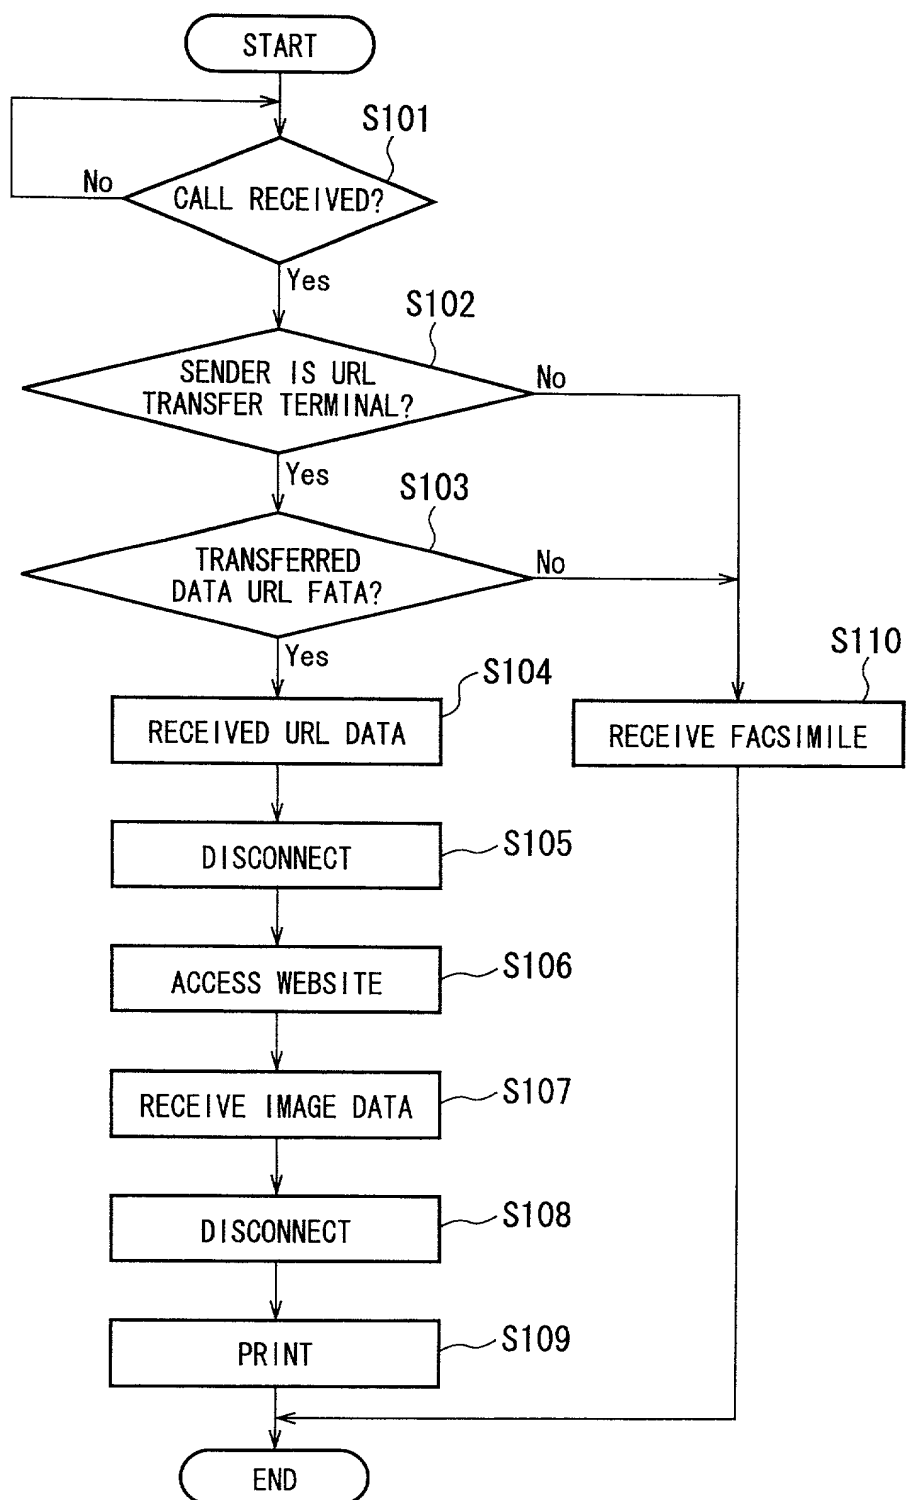 START
S101
CALL RECEIVED?
No
Yes
S102
SENDER IS URL
TRANSFER TERMINAL?
No
Yes
S103
TRANSFERRED
DATA URL FATA?
No
Yes
S104
RECEIVED URL DATA
S110
RECEIVE FACSIMILE
DISCONNECT
S105
ACCESS WEBSITE
S106
RECEIVE IMAGE DATA
S107
DISCONNECT
S108
PRINT
S109
END